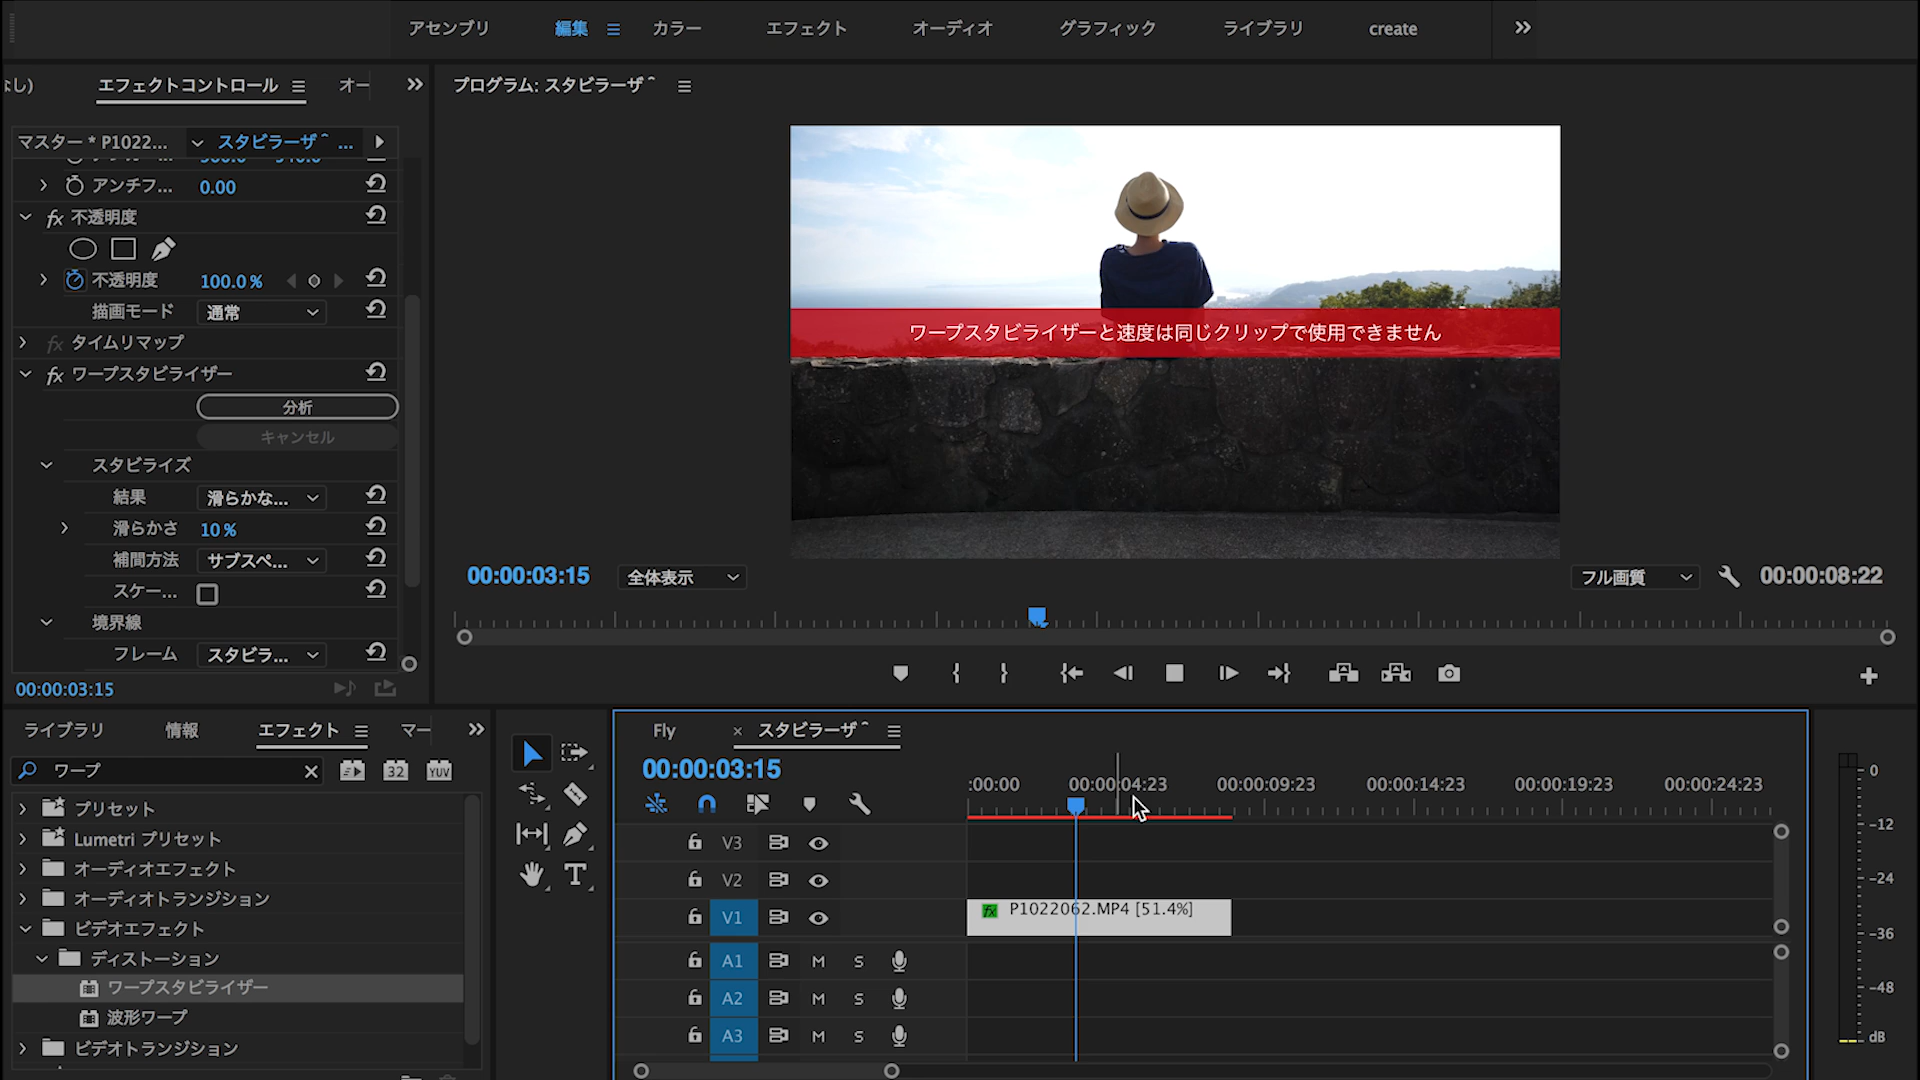 アセンブリ 編集 カラー エフェクト オーディオ グラフィック ライブラリ create
なし) エフェクトコントロール オー
プログラム: スタビラーザ＾
マスター * P1022... スタビラーザ＾ ...
アンチフ... 0.00
fx 不透明度
不透明度 100.0 %
描画モード 通常
fx タイムリマップ
fx ワープスタビライザー
分析
キャンセル
スタビライズ
結果 滑らかな...
滑らかさ 10 %
補間方法 サブスペ...
スケー...
境界線
フレーム スタビラ...
00:00:03:15
ワープスタビライザーと速度は同じクリップで使用できません
00:00:03:15 全体表示 フル画質 00:00:08:22
ライブラリ 情報 エフェクト マー
ワープ 32 YUV
プリセット
Lumetri プリセット
オーディオエフェクト
オーディオトランジション
ビデオエフェクト
ディストーション
ワープスタビライザー
波形ワープ
ビデオトランジション
T
Fly × スタビラーザ＾
00:00:03:15
:00:00 00:00:04:23 00:00:09:23 00:00:14:23 00:00:19:23 00:00:24:23
V3
V2
V1 fx P1022062.MP4 [51.4%]
A1 M S
A2 M S
A3 M S
0
-12
-24
-36
-48
dB